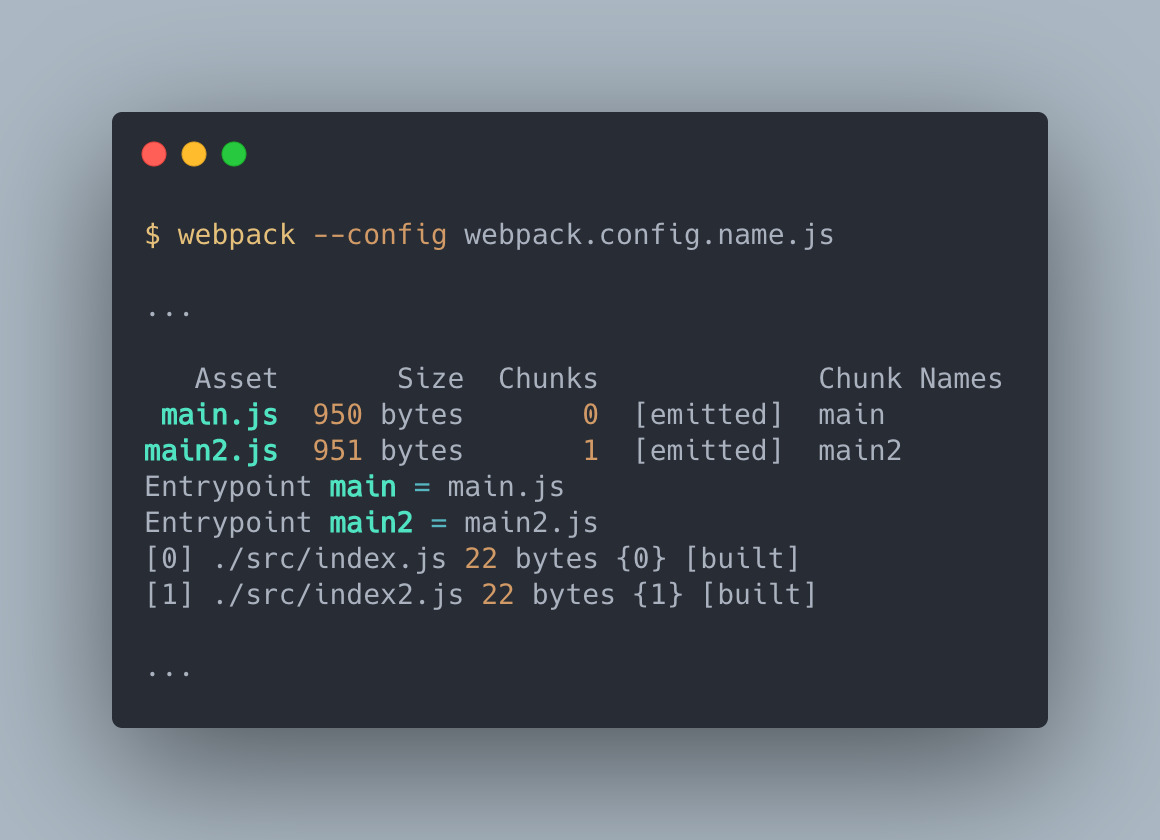 $ webpack --config webpack.config.name.js
...
Asset Size Chunks Chunk Names
main.js 950 bytes 0 [emitted] main
main2.js 951 bytes 1 [emitted] main2
Entrypoint main = main.js
Entrypoint main2 = main2.js
[0] ./src/index.js 22 bytes {0} [built]
[1] ./src/index2.js 22 bytes {1} [built]
...